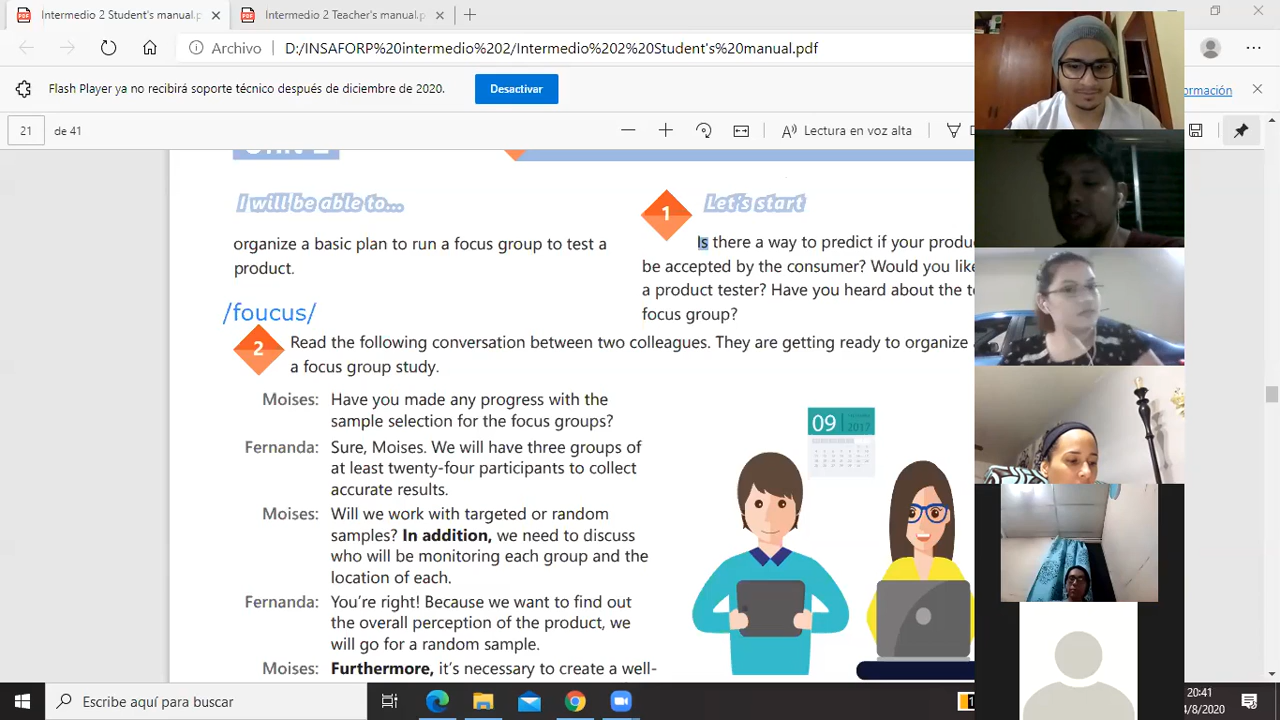 Intermedio 2 Student's manual.p
Intermedio 2 Teacher's manual.p
Archivo
D:/INSAFORP%20intermedio%202/Intermedio%202%20Student's%20manual.pdf
Flash Player ya no recibirá soporte técnico después de diciembre de 2020.
Desactivar
formación
21
de 41
Lectura en voz alta
I will be able to...
organize a basic plan to run a focus group to test a
product.
/foucus/
1
Let's start
Is there a way to predict if your produ
be accepted by the consumer? Would you like
a product tester? Have you heard about the te
focus group?
2
Read the following conversation between two colleagues. They are getting ready to organize
a focus group study.
Moises: Have you made any progress with the
sample selection for the focus groups?
Fernanda: Sure, Moises. We will have three groups of
at least twenty-four participants to collect
accurate results.
Moises: Will we work with targeted or random
samples? In addition, we need to discuss
who will be monitoring each group and the
location of each.
Fernanda: You're right! Because we want to find out
the overall perception of the product, we
will go for a random sample.
Moises: Furthermore, it's necessary to create a well-
09
2017
Escribe aquí para buscar
20:41
4/8/2020